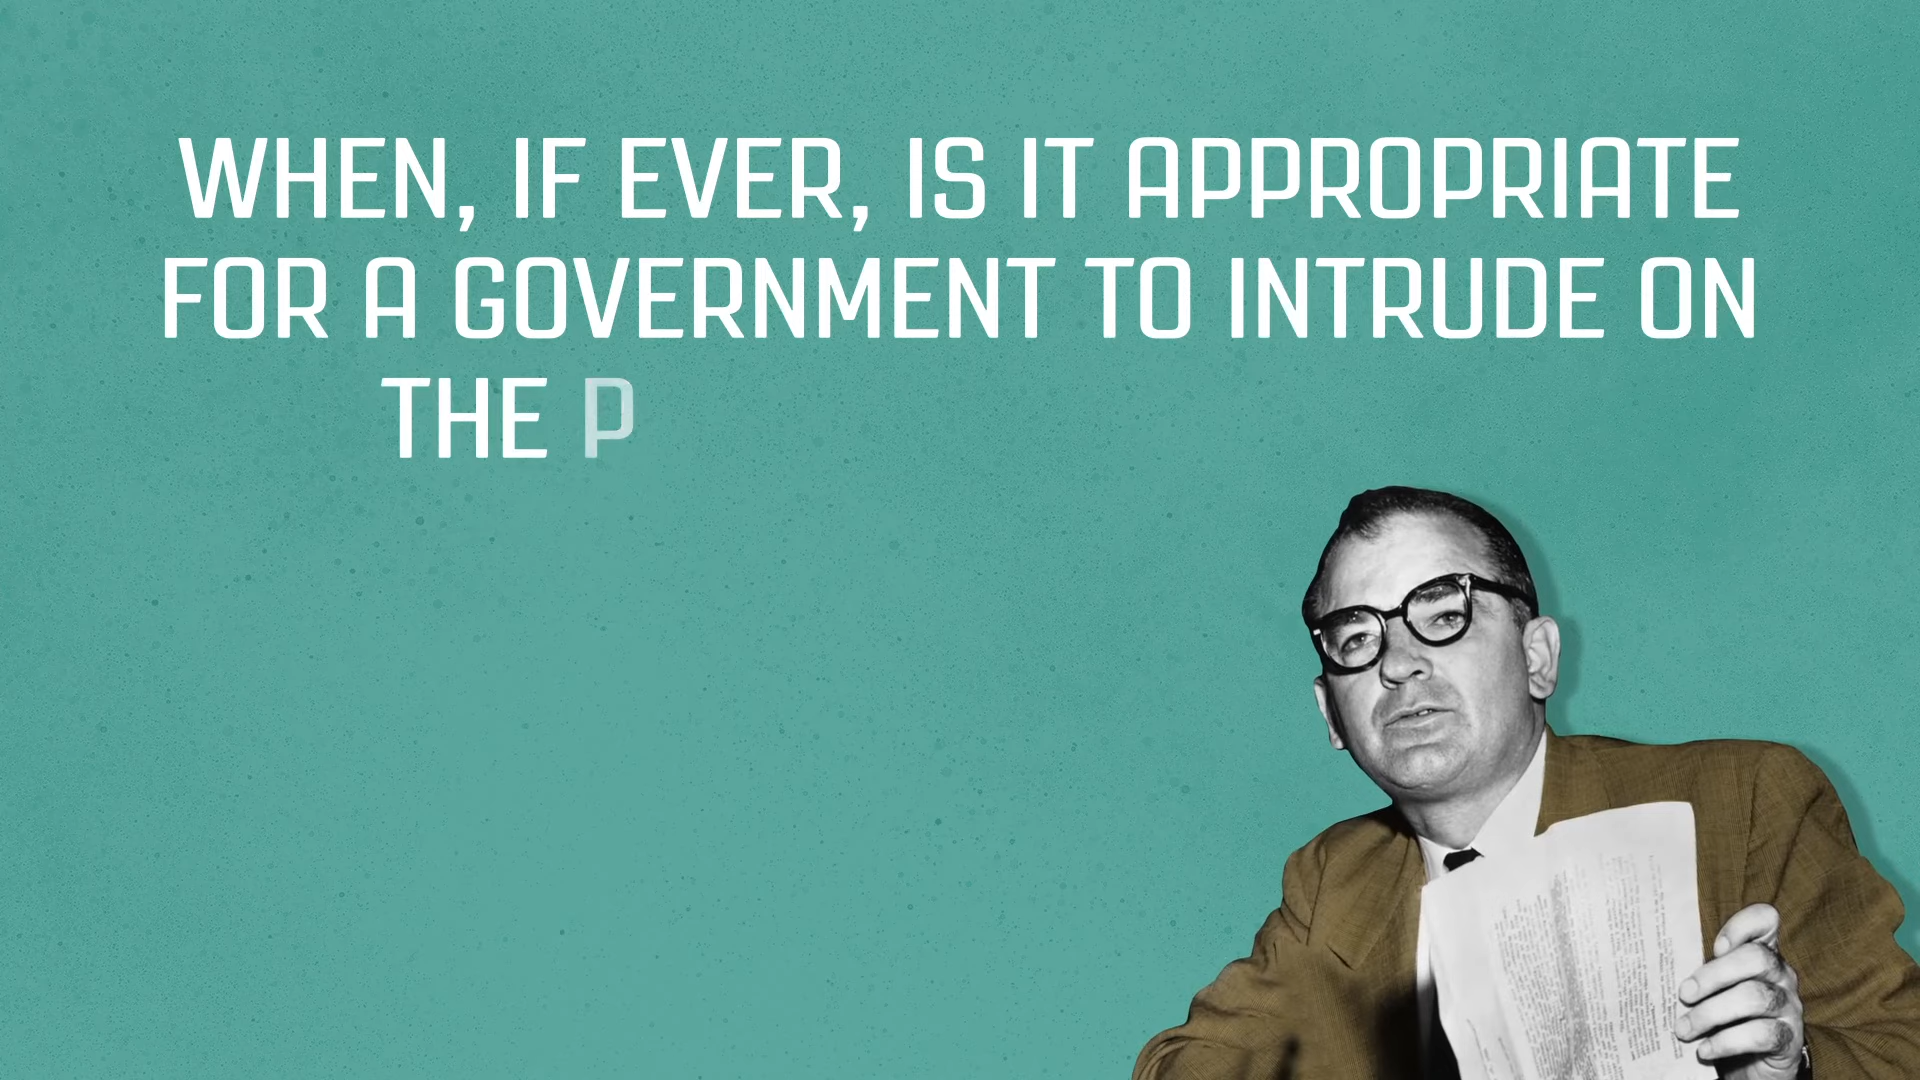 WHEN, IF EVER, IS IT APPROPRIATE
FOR A GOVERNMENT TO INTRUDE ON
THE P